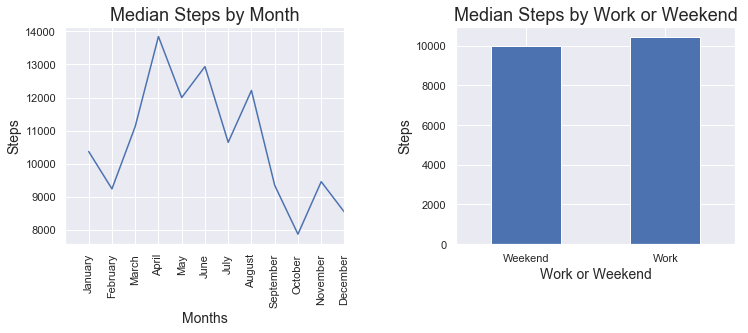 Median Steps by Month
14000
13000
12000
11000
10000
9000
8000
Steps
January
February
March
April
May
June
July
August
September
October
November
December
Months
Median Steps by Work or Weekend
10000
8000
6000
4000
2000
0
Steps
Weekend
Work
Work or Weekend